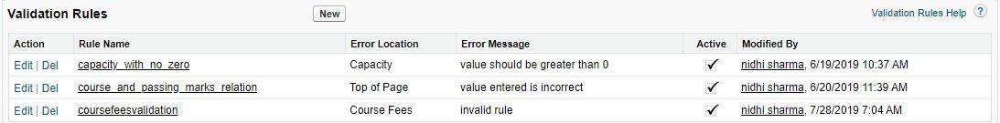 Validation Rules New Validation Rules Help ?
Action Rule Name Error Location Error Message Active Modified By
Edit | Del capacity_with_no_zero Capacity value should be greater than 0 nidhi sharma, 6/19/2019 10:37 AM
Edit | Del course_and_passing_marks_relation Top of Page value entered is incorrect nidhi sharma, 6/20/2019 11:39 AM
Edit | Del coursefeesvalidation Course Fees invalid rule nidhi sharma, 7/28/2019 7:04 AM